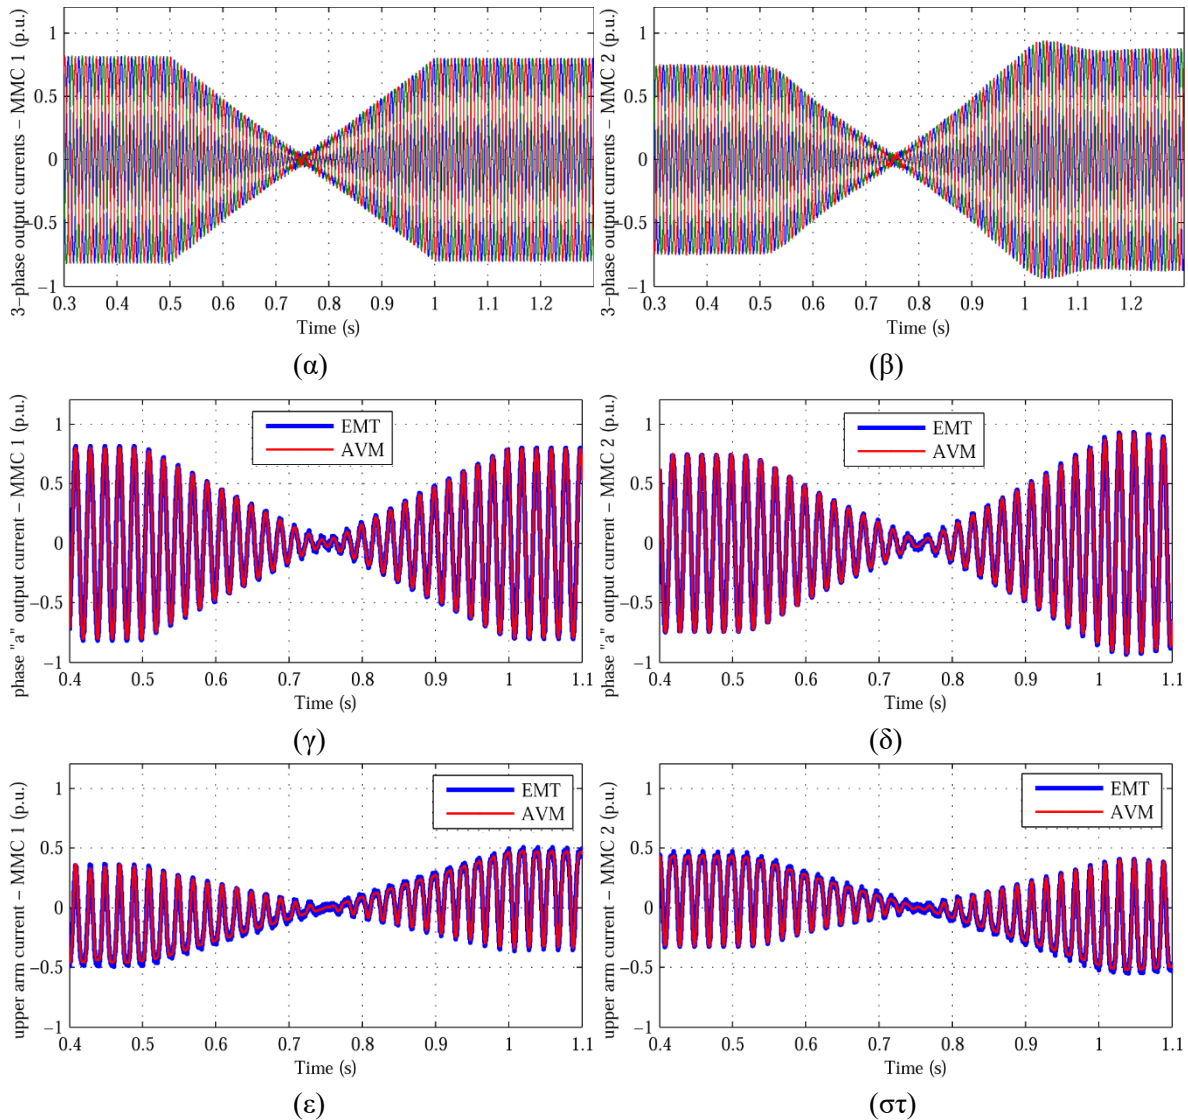 3−phase output currents − MMC 1 (p.u.)
1
0.5
0
−0.5
−1
0.3 0.4 0.5 0.6 0.7 0.8 0.9 1 1.1 1.2
Time (s)
(α)
3−phase output currents − MMC 2 (p.u.)
1
0.5
0
−0.5
−1
0.3 0.4 0.5 0.6 0.7 0.8 0.9 1 1.1 1.2
Time (s)
(β)
phase "a" output current − MMC 1 (p.u.)
1
0.5
0
−0.5
−1
EMT
AVM
0.4 0.5 0.6 0.7 0.8 0.9 1 1.1
Time (s)
(γ)
phase "a" output current − MMC 2 (p.u.)
1
0.5
0
−0.5
−1
EMT
AVM
0.4 0.5 0.6 0.7 0.8 0.9 1 1.1
Time (s)
(δ)
upper arm current − MMC 1 (p.u.)
1
0.5
0
−0.5
−1
EMT
AVM
0.4 0.5 0.6 0.7 0.8 0.9 1 1.1
Time (s)
(ε)
upper arm current − MMC 2 (p.u.)
1
0.5
0
−0.5
−1
EMT
AVM
0.4 0.5 0.6 0.7 0.8 0.9 1 1.1
Time (s)
(στ)